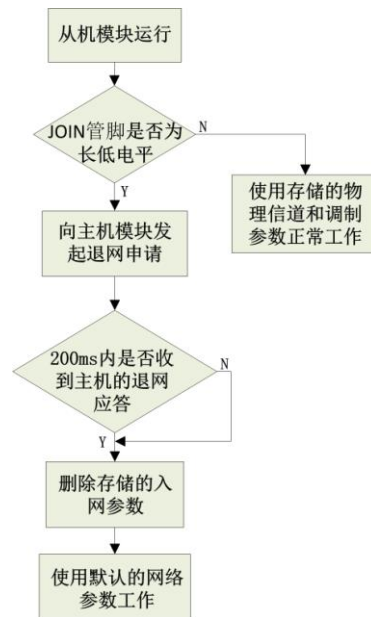 从机模块运行
JOIN管脚是否为
长低电平
N
Y
使用存储的物
理信道和调制
参数正常工作
向主机模块发
起退网申请
200ms内是否收
到主机的退网
应答
N
Y
删除存储的入
网参数
使用默认的网络
参数工作